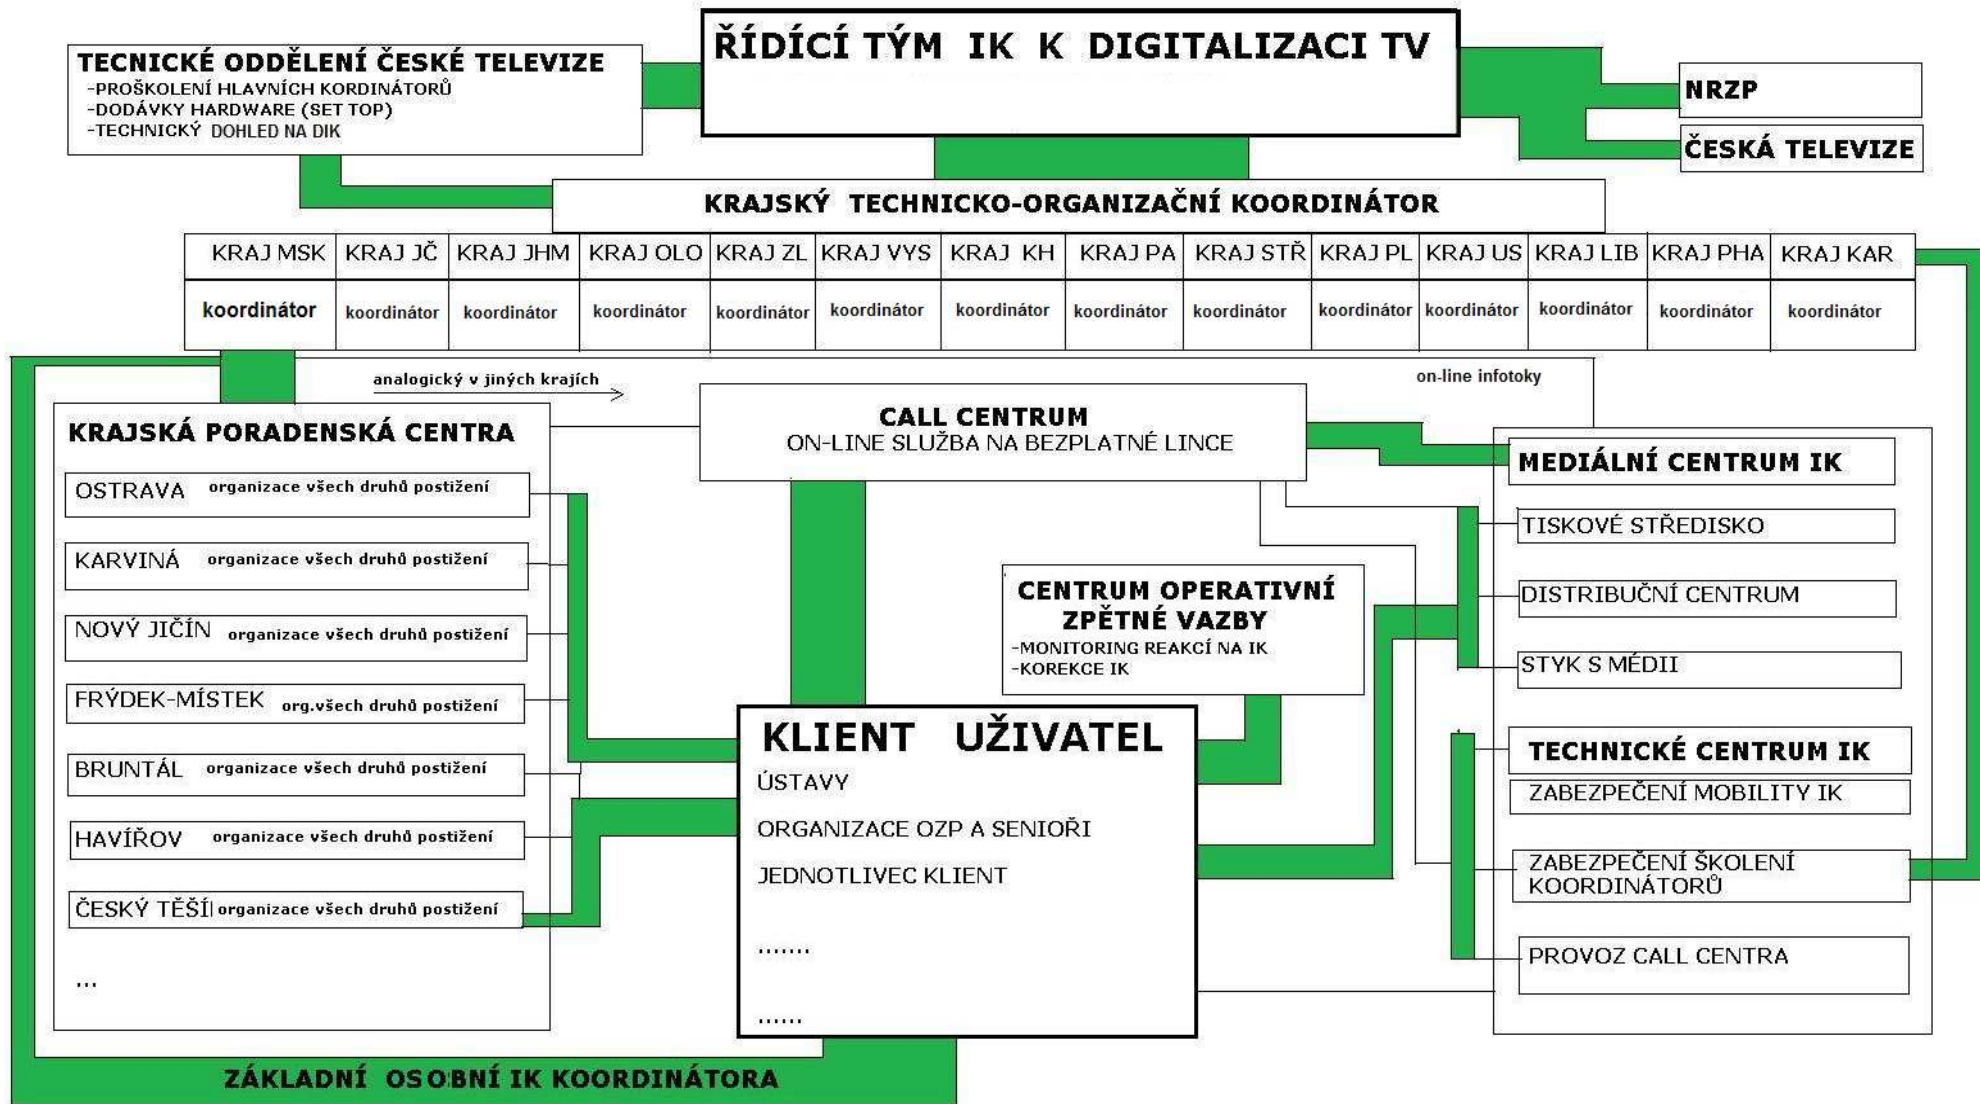 ŘÍDÍCÍ TÝM IK K DIGITALIZACI TV
TECNICKÉ ODDĚLENÍ ČESKÉ TELEVIZE
-PROŠKOLENÍ HLAVNÍCH KORDINÁTORŮ
-DODÁVKY HARDWARE (SET TOP)
-TECHNICKÝ DOHLED NA DIK
NRZP
ČESKÁ TELEVIZE
KRAJSKÝ TECHNICKO-ORGANIZAČNÍ KOORDINÁTOR
KRAJ MSK KRAJ JČ KRAJ JHM KRAJ OLO KRAJ ZL KRAJ VYS KRAJ KH KRAJ PA KRAJ STŘ KRAJ PL KRAJ US KRAJ LIB KRAJ PHA KRAJ KAR
koordinátor koordinátor koordinátor koordinátor koordinátor koordinátor koordinátor koordinátor koordinátor koordinátor koordinátor koordinátor koordinátor koordinátor
analogický v jiných krajích
on-line infotoky
KRAJSKÁ PORADENSKÁ CENTRA
OSTRAVA organizace všech druhů postižení
KARVINÁ organizace všech druhů postižení
NOVÝ JIČÍN organizace všech druhů postižení
FRÝDEK-MÍSTEK org.všech druhů postižení
BRUNTÁL organizace všech druhů postižení
HAVÍŘOV organizace všech druhů postižení
ČESKÝ TĚŠÍ organizace všech druhů postižení
...
CALL CENTRUM
ON-LINE SLUŽBA NA BEZPLATNÉ LINCE
CENTRUM OPERATIVNÍ
ZPĚTNÉ VAZBY
-MONITORING REAKCÍ NA IK
-KOREKCE IK
KLIENT UŽIVATEL
ÚSTAVY
ORGANIZACE OZP A SENIOŘI
JEDNOTLIVEC KLIENT
.......
......
MEDIÁLNÍ CENTRUM IK
TISKOVÉ STŘEDISKO
DISTRIBUČNÍ CENTRUM
STYK S MÉDII
TECHNICKÉ CENTRUM IK
ZABEZPEČENÍ MOBILITY IK
ZABEZPEČENÍ ŠKOLENÍ
KOORDINÁTORŮ
PROVOZ CALL CENTRA
ZÁKLADNÍ OSOBNÍ IK KOORDINÁTORA